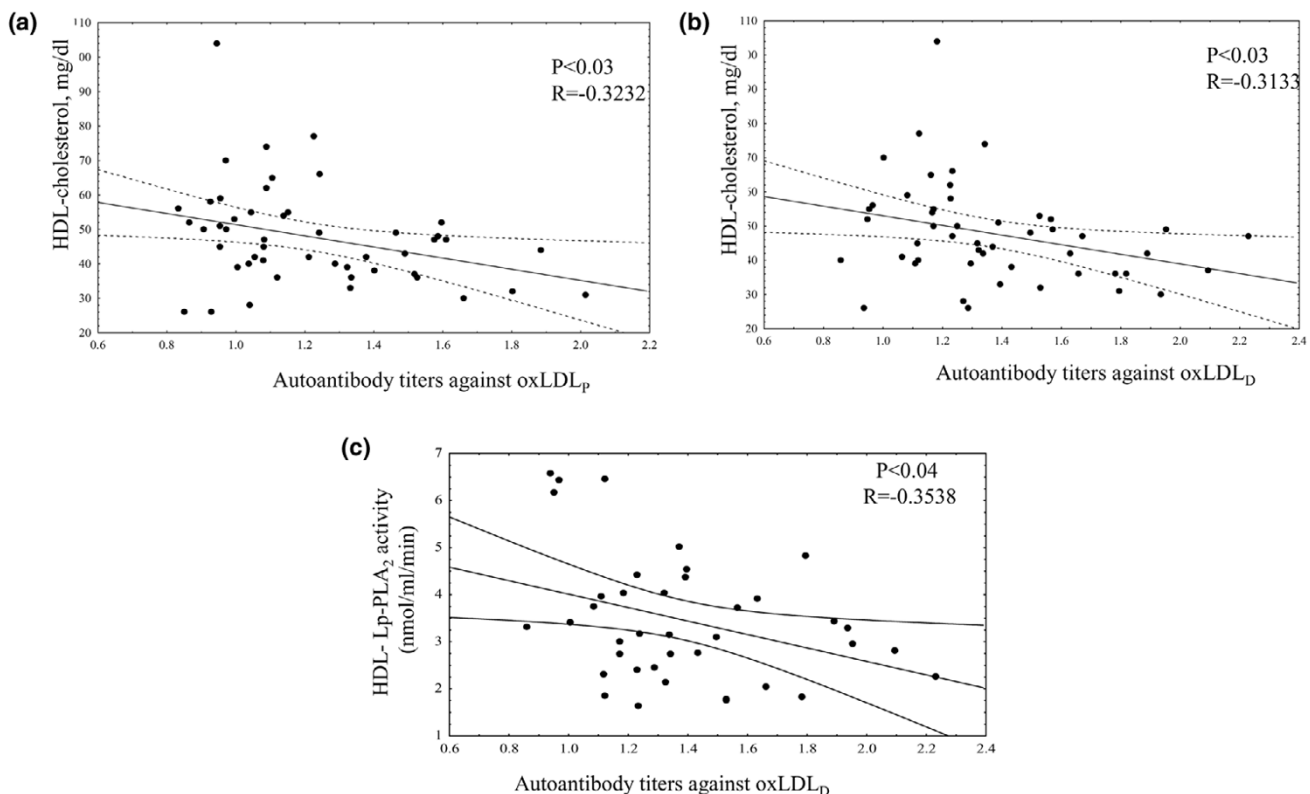 (a)
HDL-cholesterol, mg/dl
110
00
90
80
70
60
50
40
30
20
P<0.03
R=-0.3232
0.6 0.8 1.0 1.2 1.4 1.6 1.8 2.0 2.2
Autoantibody titers against oxLDLP
(b)
HDL-cholesterol, mg/dl
110
00
90
80
70
60
50
40
30
20
P<0.03
R=-0.3133
0.6 0.8 1.0 1.2 1.4 1.6 1.8 2.0 2.2 2.4
Autoantibody titers against oxLDLD
(c)
HDL- Lp-PLA2 activity
(nmol/ml/min)
7
6
5
4
3
2
1
P<0.04
R=-0.3538
0.6 0.8 1.0 1.2 1.4 1.6 1.8 2.0 2.2 2.4
Autoantibody titers against oxLDLD